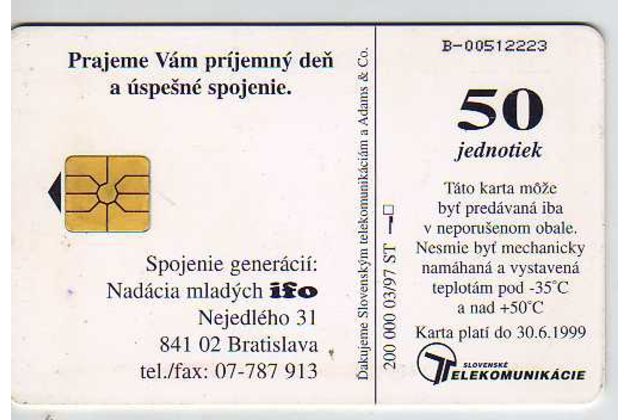 Prajeme Vám príjemný deň
a úspešné spojenie.
Spojenie generácií:
Nadácia mladých ifo
Nejedlého 31
841 02 Bratislava
tel./fax: 07-787 913
Ďakujeme Slovenským telekomunikáciám a Adams & Co.
200 000 03/97 ST
B-00512223
50
jednotiek
Táto karta môže
byť predávaná iba
v neporušenom obale.
Nesmie byť mechanicky
namáhaná a vystavená
teplotám pod -35°C
a nad +50°C
Karta platí do 30.6.1999
SLOVENSKÉ
TELEKOMUNIKÁCIE